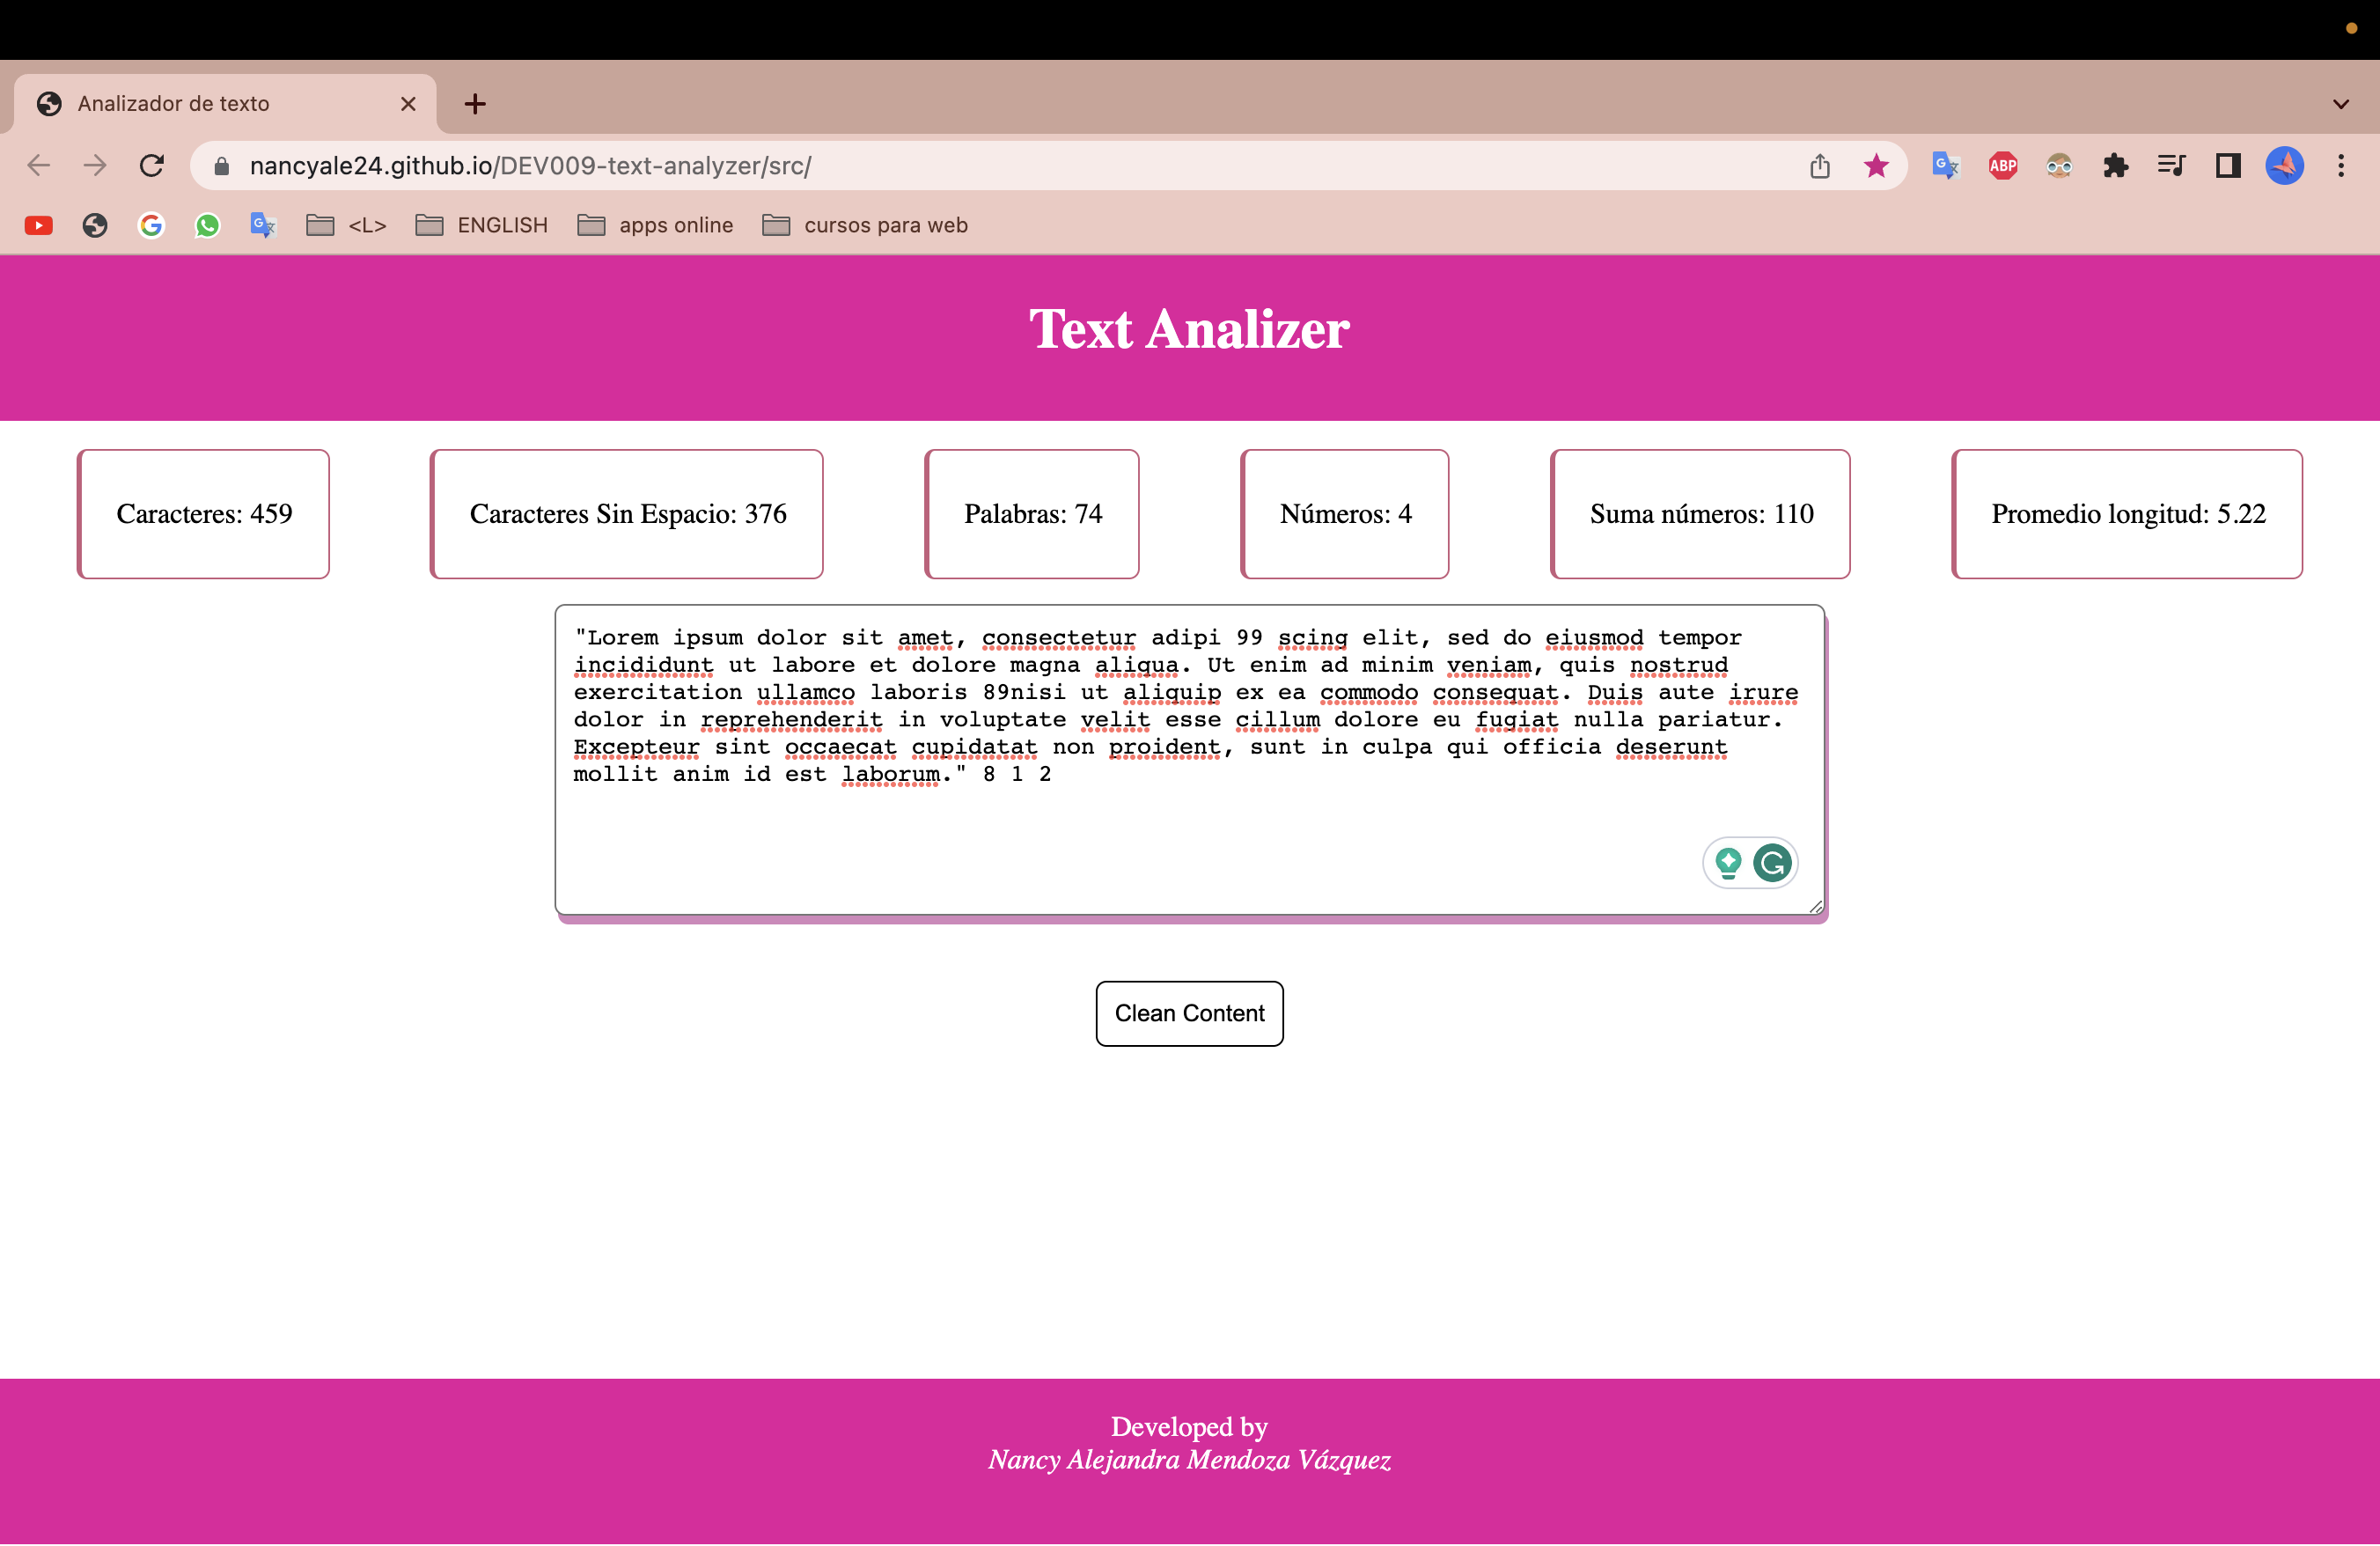 Analizador de texto
nancyale24.github.io/DEV009-text-analyzer/src/
ABP
<L>
ENGLISH
apps online
cursos para web
Text Analizer
Caracteres: 459
Caracteres Sin Espacio: 376
Palabras: 74
Números: 4
Suma números: 110
Promedio longitud: 5.22
"Lorem ipsum dolor sit amet, consectetur adipi 99 scing elit, sed do eiusmod tempor
incididunt ut labore et dolore magna aliqua. Ut enim ad minim veniam, quis nostrud
exercitation ullamco laboris 89nisi ut aliquip ex ea commodo consequat. Duis aute irure
dolor in reprehenderit in voluptate velit esse cillum dolore eu fugiat nulla pariatur.
Excepteur sint occaecat cupidatat non proident, sunt in culpa qui officia deserunt
mollit anim id est laborum." 8 1 2
Clean Content
Developed by
Nancy Alejandra Mendoza Vázquez